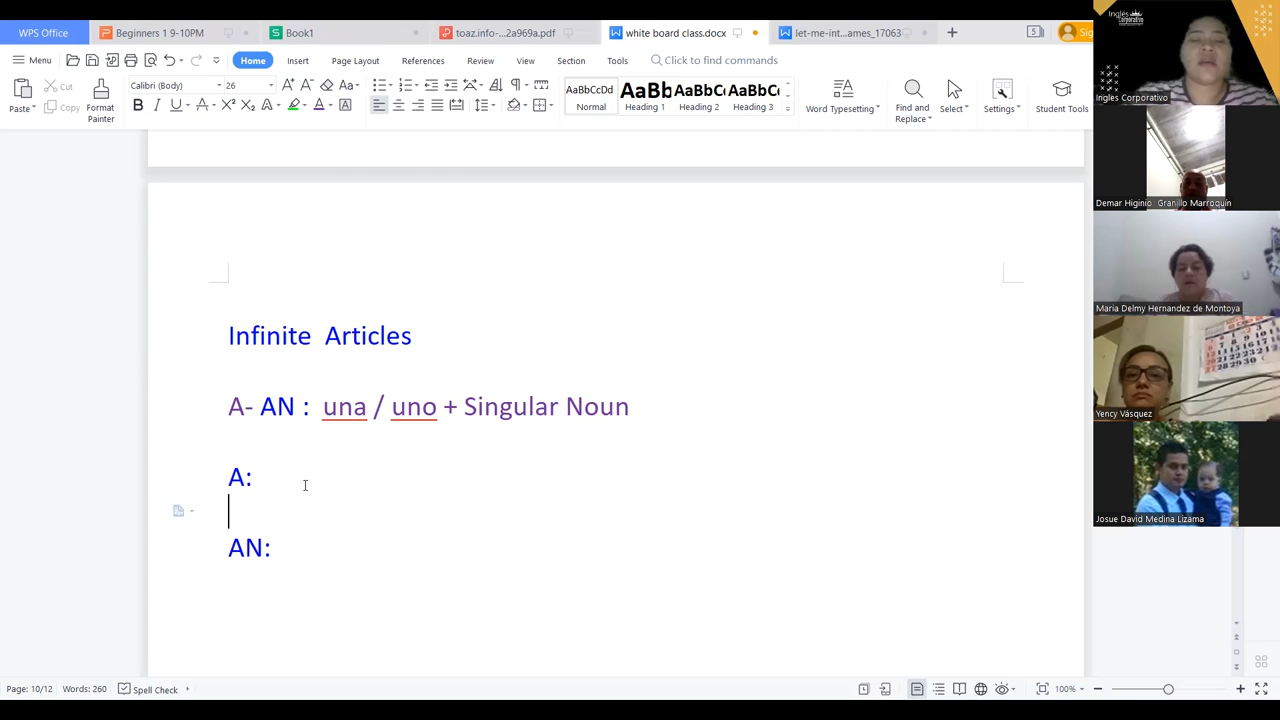 WPS Office
Beginners 1 9-10PM
Book1
toaz.info-...2a969a.pdf
white board class.docx
let-me-int...ames_17063
5
Sig
Menu
Home
Insert
Page Layout
References
Review
View
Section
Tools
Click to find commands
Paste
Cut
Copy
Format Painter
Calibri (Body)
26
AaBbCcDd
Normal
AaBb
Heading 1
AaBbC
Heading 2
AaBbC
Heading 3
Word Typesetting
Find and Replace
Select
Settings
Student Tools
Infinite Articles
A- AN : una / uno + Singular Noun
A:
AN:
Page: 10/12
Words: 260
Spell Check
100%
Inglés Corporativo
Ingles Corporativo
Demar Higinio Granillo Marroquin
Maria Delmy Hernandez de Montoya
Yency Vásquez
Josue David Medina Lizama